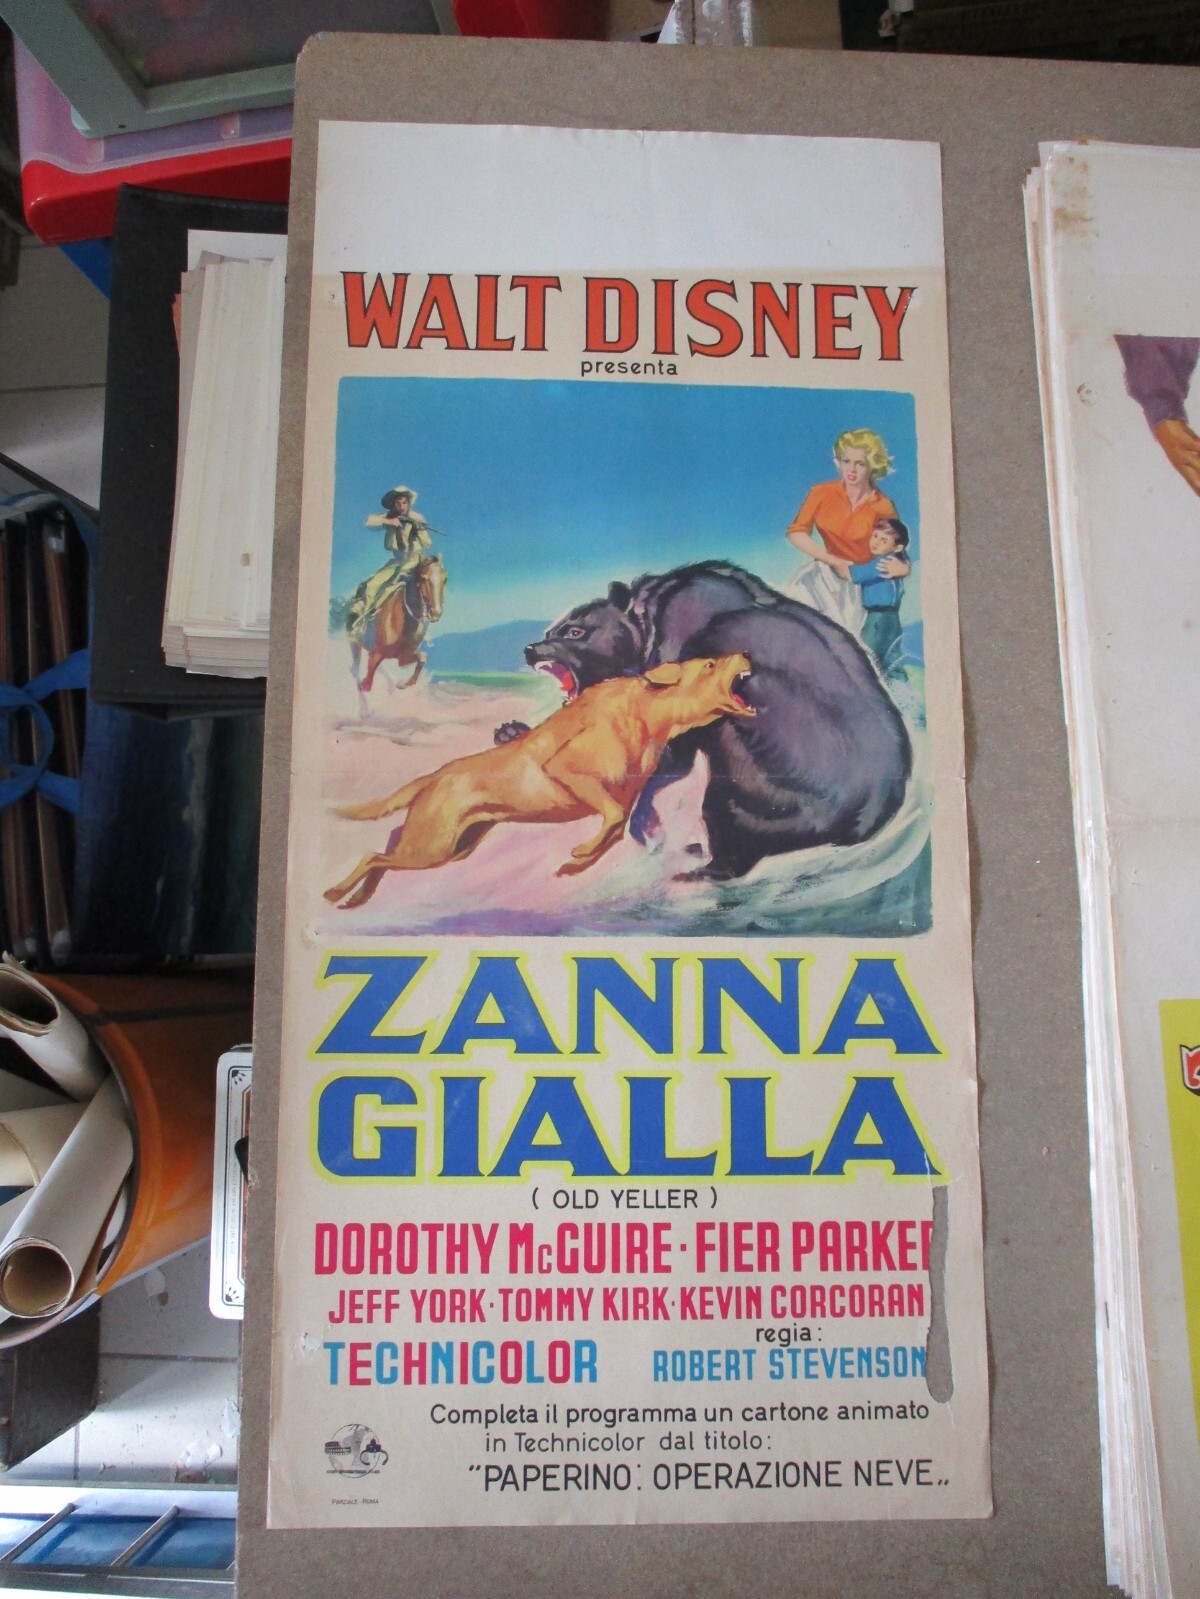 WALT DISNEY
presenta
ZANNA
GIALLA
( OLD YELLER )
DOROTHY McGUIRE · FIER PARKER
JEFF YORK · TOMMY KIRK · KEVIN CORCORAN
regia:
TECHNICOLOR ROBERT STEVENSON
Completa il programma un cartone animato
in Technicolor dal titolo:
"PAPERINO: OPERAZIONE NEVE„